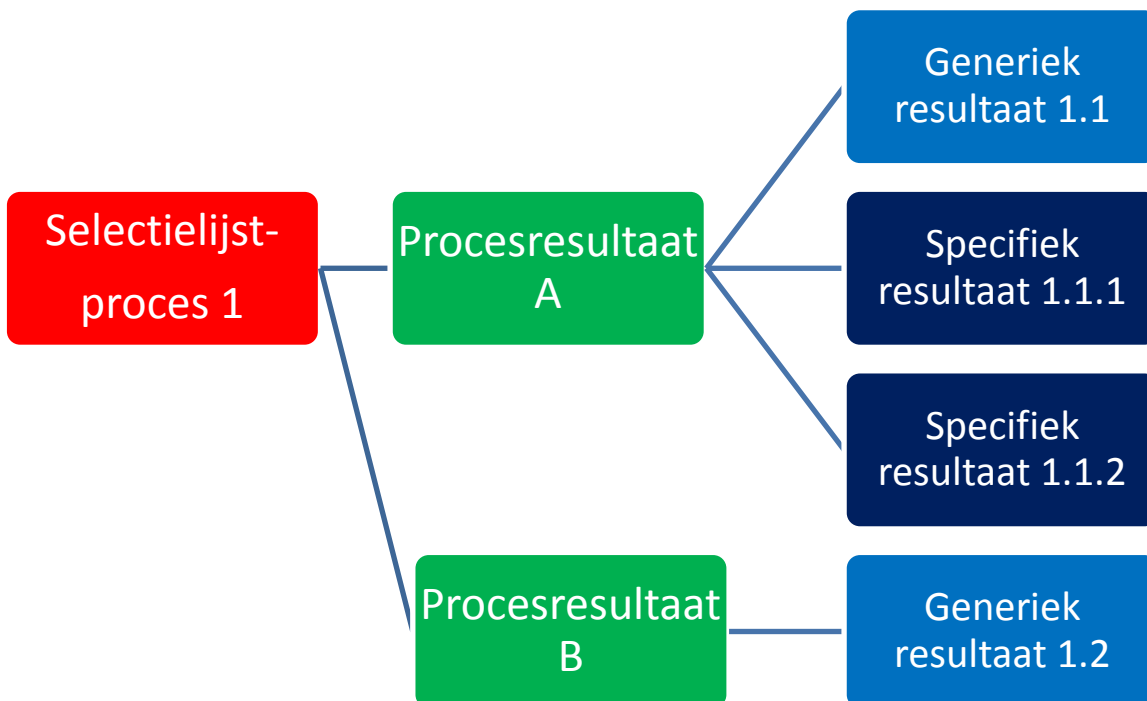 Selectielijst-
proces 1
Procesresultaat
A
Generiek
resultaat 1.1
Specifiek
resultaat 1.1.1
Specifiek
resultaat 1.1.2
Procesresultaat
B
Generiek
resultaat 1.2